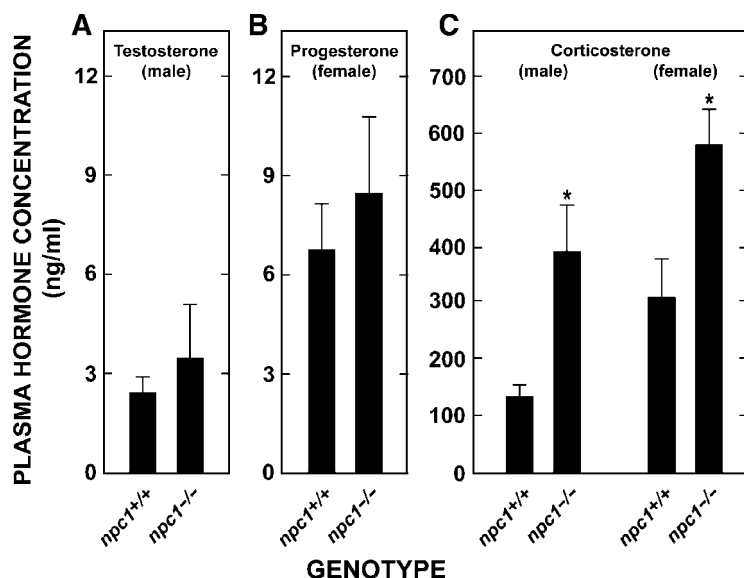 A
B
C
Testosterone
(male)
Progesterone
(female)
Corticosterone
(male)
(female)
PLASMA HORMONE CONCENTRATION
(ng/ml)
12
9
6
3
0
12
9
6
3
0
700
600
500
400
300
200
100
0
*
*
npc1+/+
npc1−/−
npc1+/+
npc1−/−
npc1+/+
npc1−/−
npc1+/+
npc1−/−
GENOTYPE